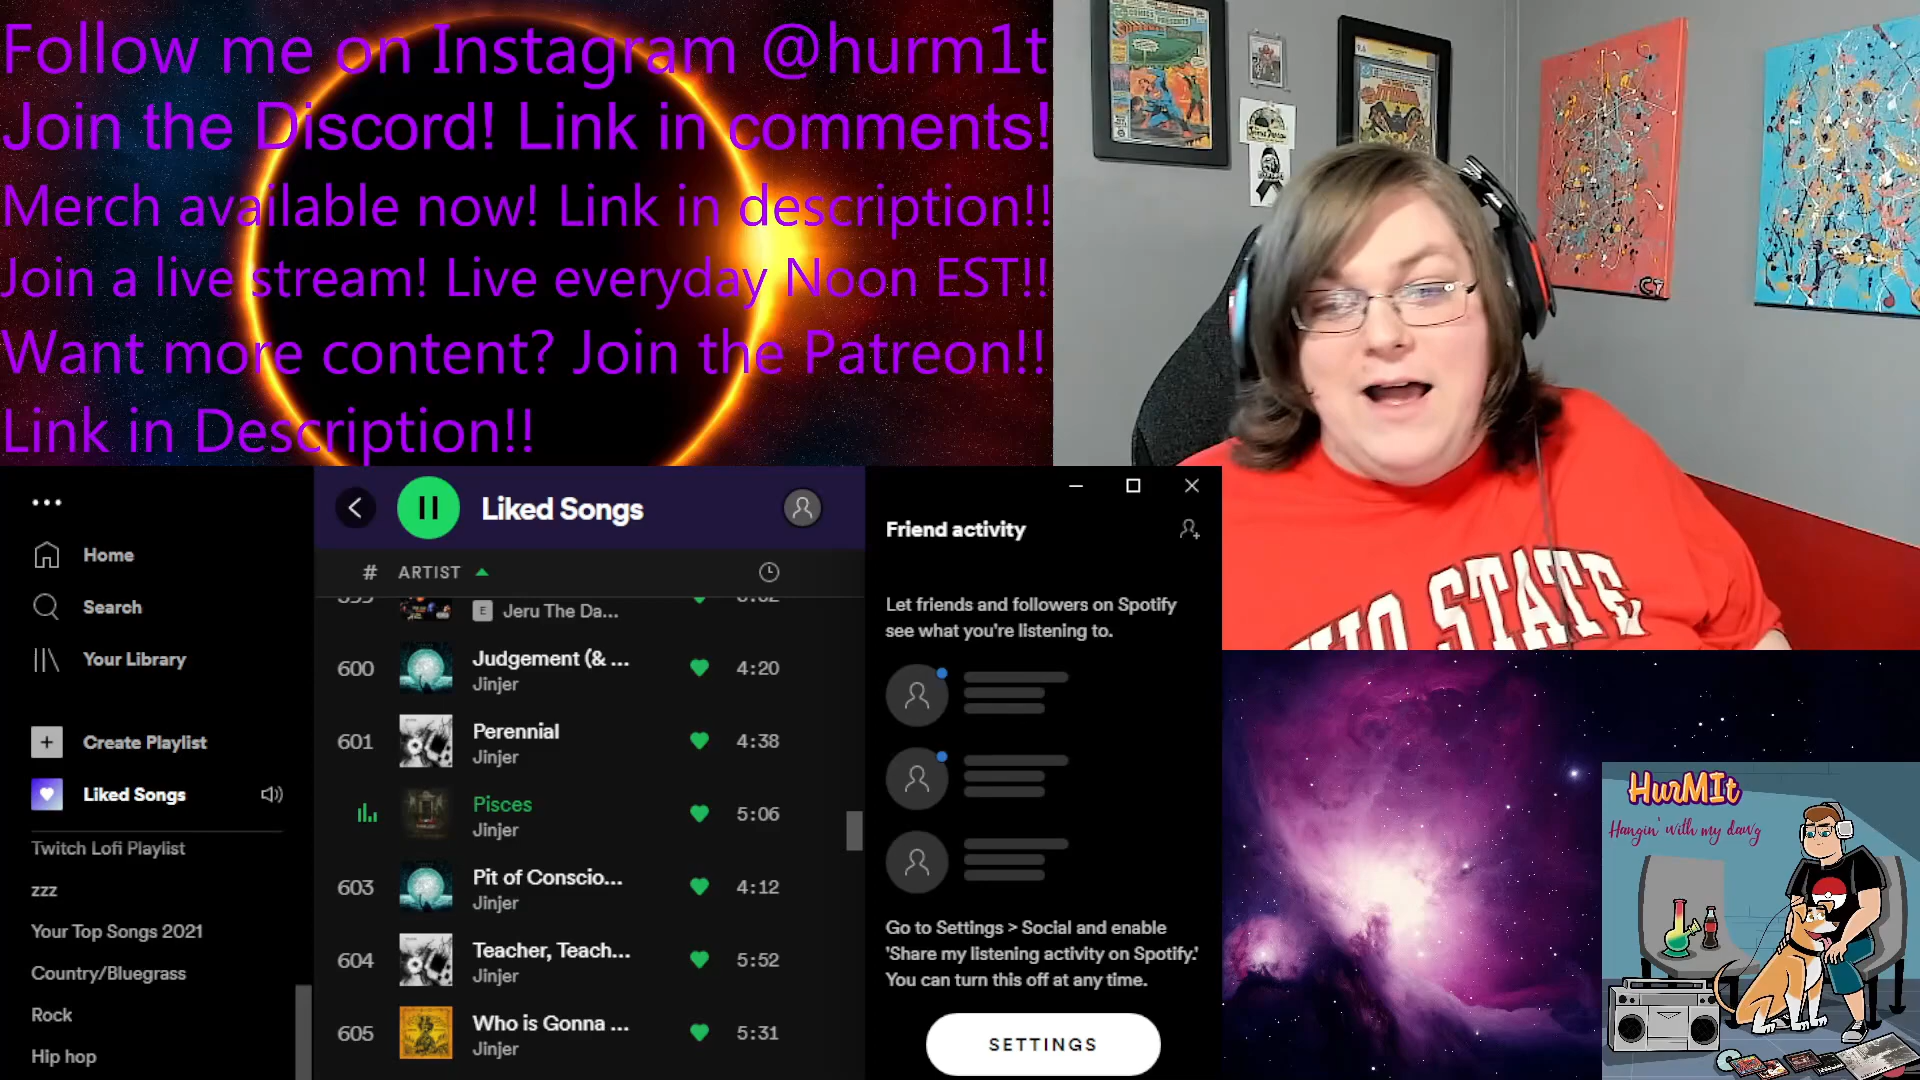 Follow me on Instagram @hurm1t
Join the Discord! Link in comments!
Merch available now! Link in description!!
Join a live stream! Live everyday Noon EST!!
Want more content? Join the Patreon!!
Link in Description!!
CT
OHIO STATE
Home
Search
Your Library
Create Playlist
Liked Songs
Twitch Lofi Playlist
zzz
Your Top Songs 2021
Country/Bluegrass
Rock
Hip hop
Liked Songs
# ARTIST
E Jeru The Da...
600 Judgement (& ... 4:20
Jinjer
601 Perennial 4:38
Jinjer
Pisces 5:06
Jinjer
603 Pit of Conscio... 4:12
Jinjer
604 Teacher, Teach... 5:52
Jinjer
605 Who is Gonna ... 5:31
Jinjer
Friend activity
Let friends and followers on Spotify
see what you're listening to.
Go to Settings > Social and enable
'Share my listening activity on Spotify.'
You can turn this off at any time.
SETTINGS
HurMIt
Hangin' with my dawg